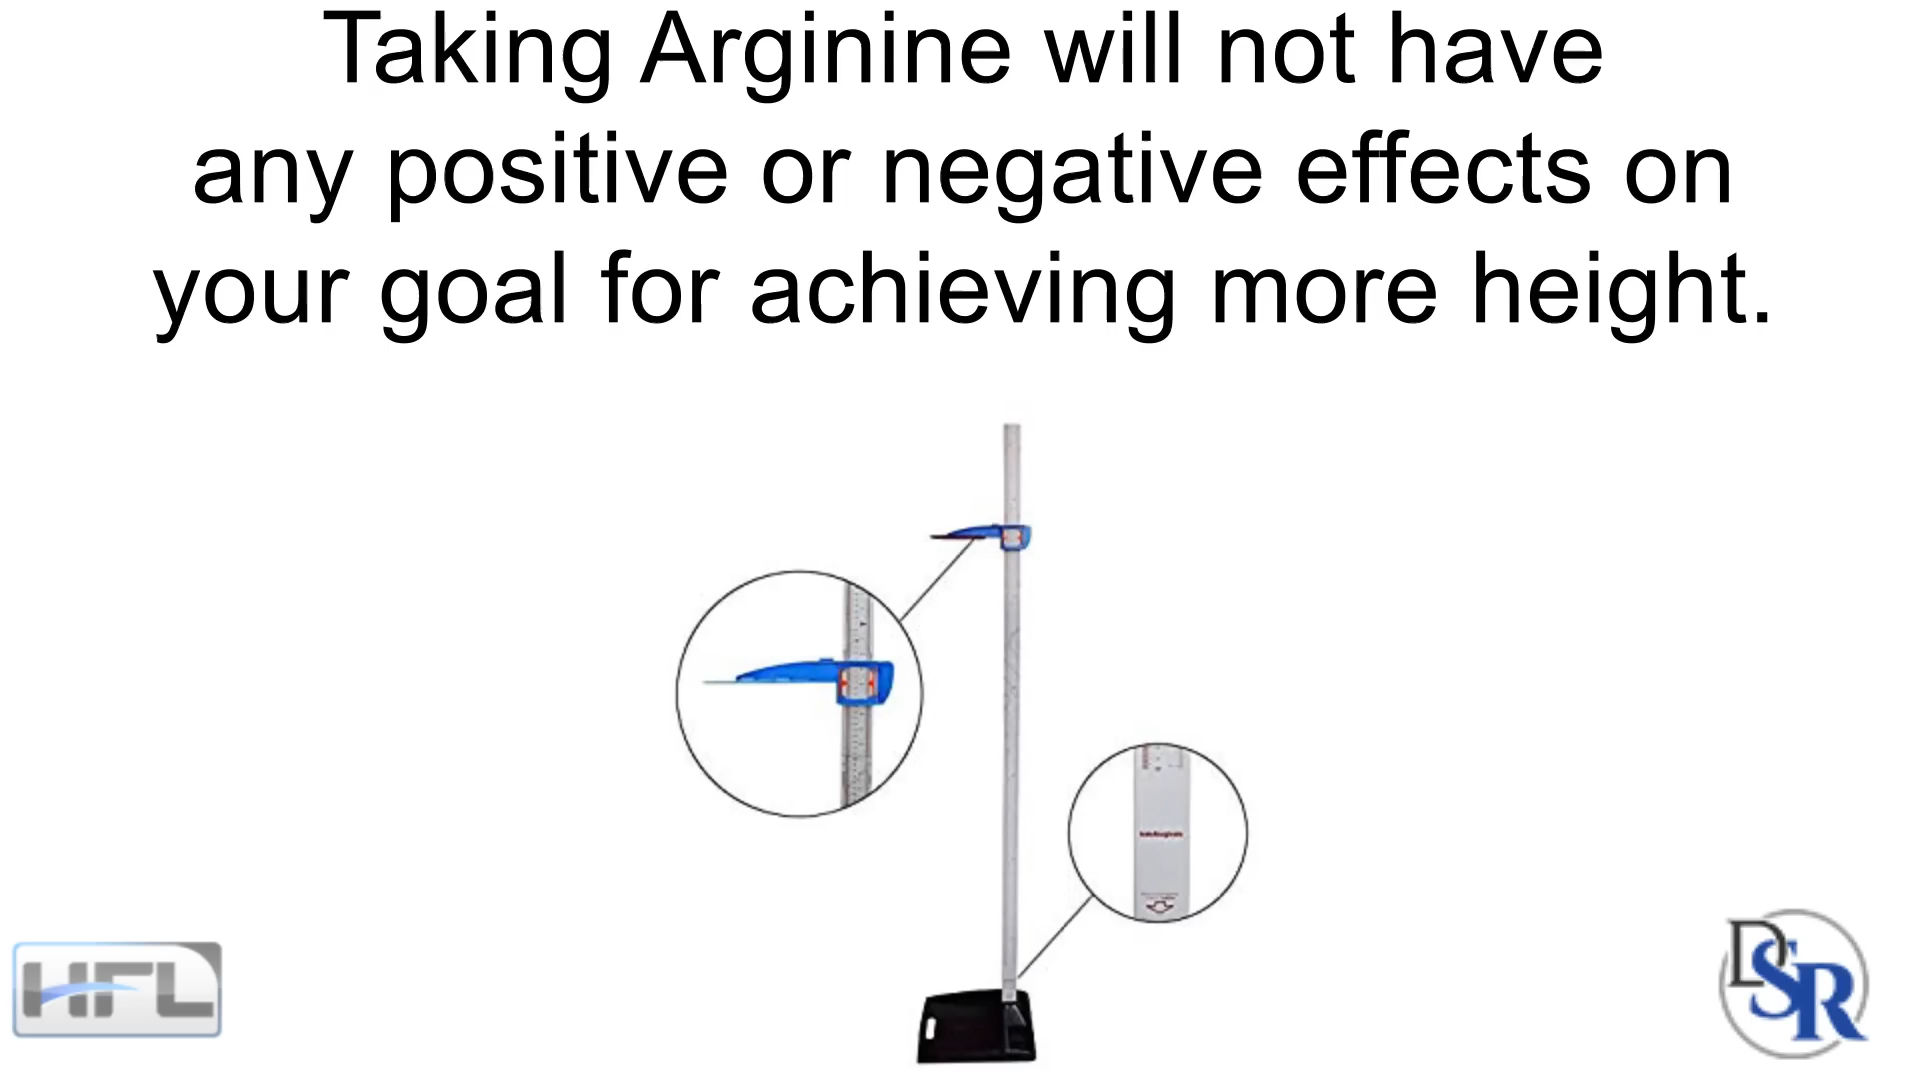 Taking Arginine will not have
any positive or negative effects on
your goal for achieving more height.
HFL
DSR